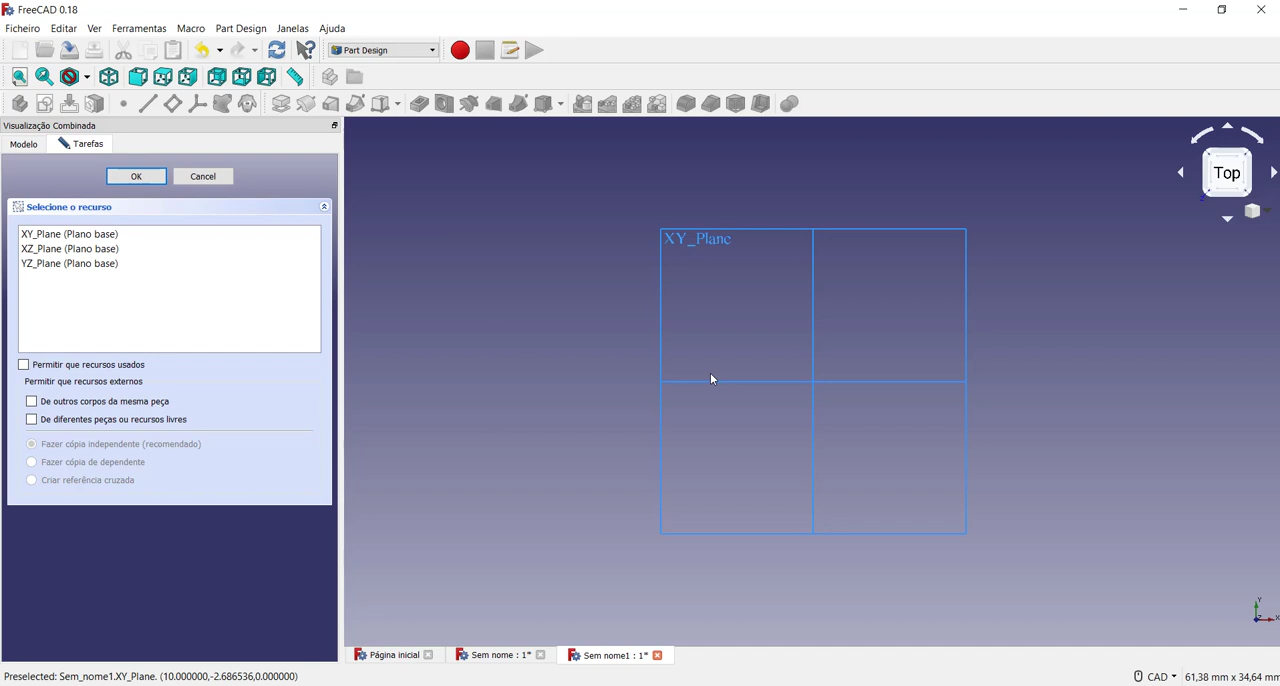 FreeCAD 0.18
Ficheiro Editar Ver Ferramentas Macro Part Design Janelas Ajuda
Part Design
Visualização Combinada
Modelo Tarefas
OK Cancel
Selecione o recurso
XY_Plane (Plano base)
XZ_Plane (Plano base)
YZ_Plane (Plano base)
Permitir que recursos usados
Permitir que recursos externos
De outros corpos da mesma peça
De diferentes peças ou recursos livres
Fazer cópia independente (recomendado)
Fazer cópia de dependente
Criar referência cruzada
XY_Plane
Top
Z
Y
Z X
Página inicial Sem nome : 1* Sem nome1 : 1*
Preselected: Sem_nome1.XY_Plane. (10.000000,-2.686536,0.000000) CAD 61,38 mm x 34,64 mm